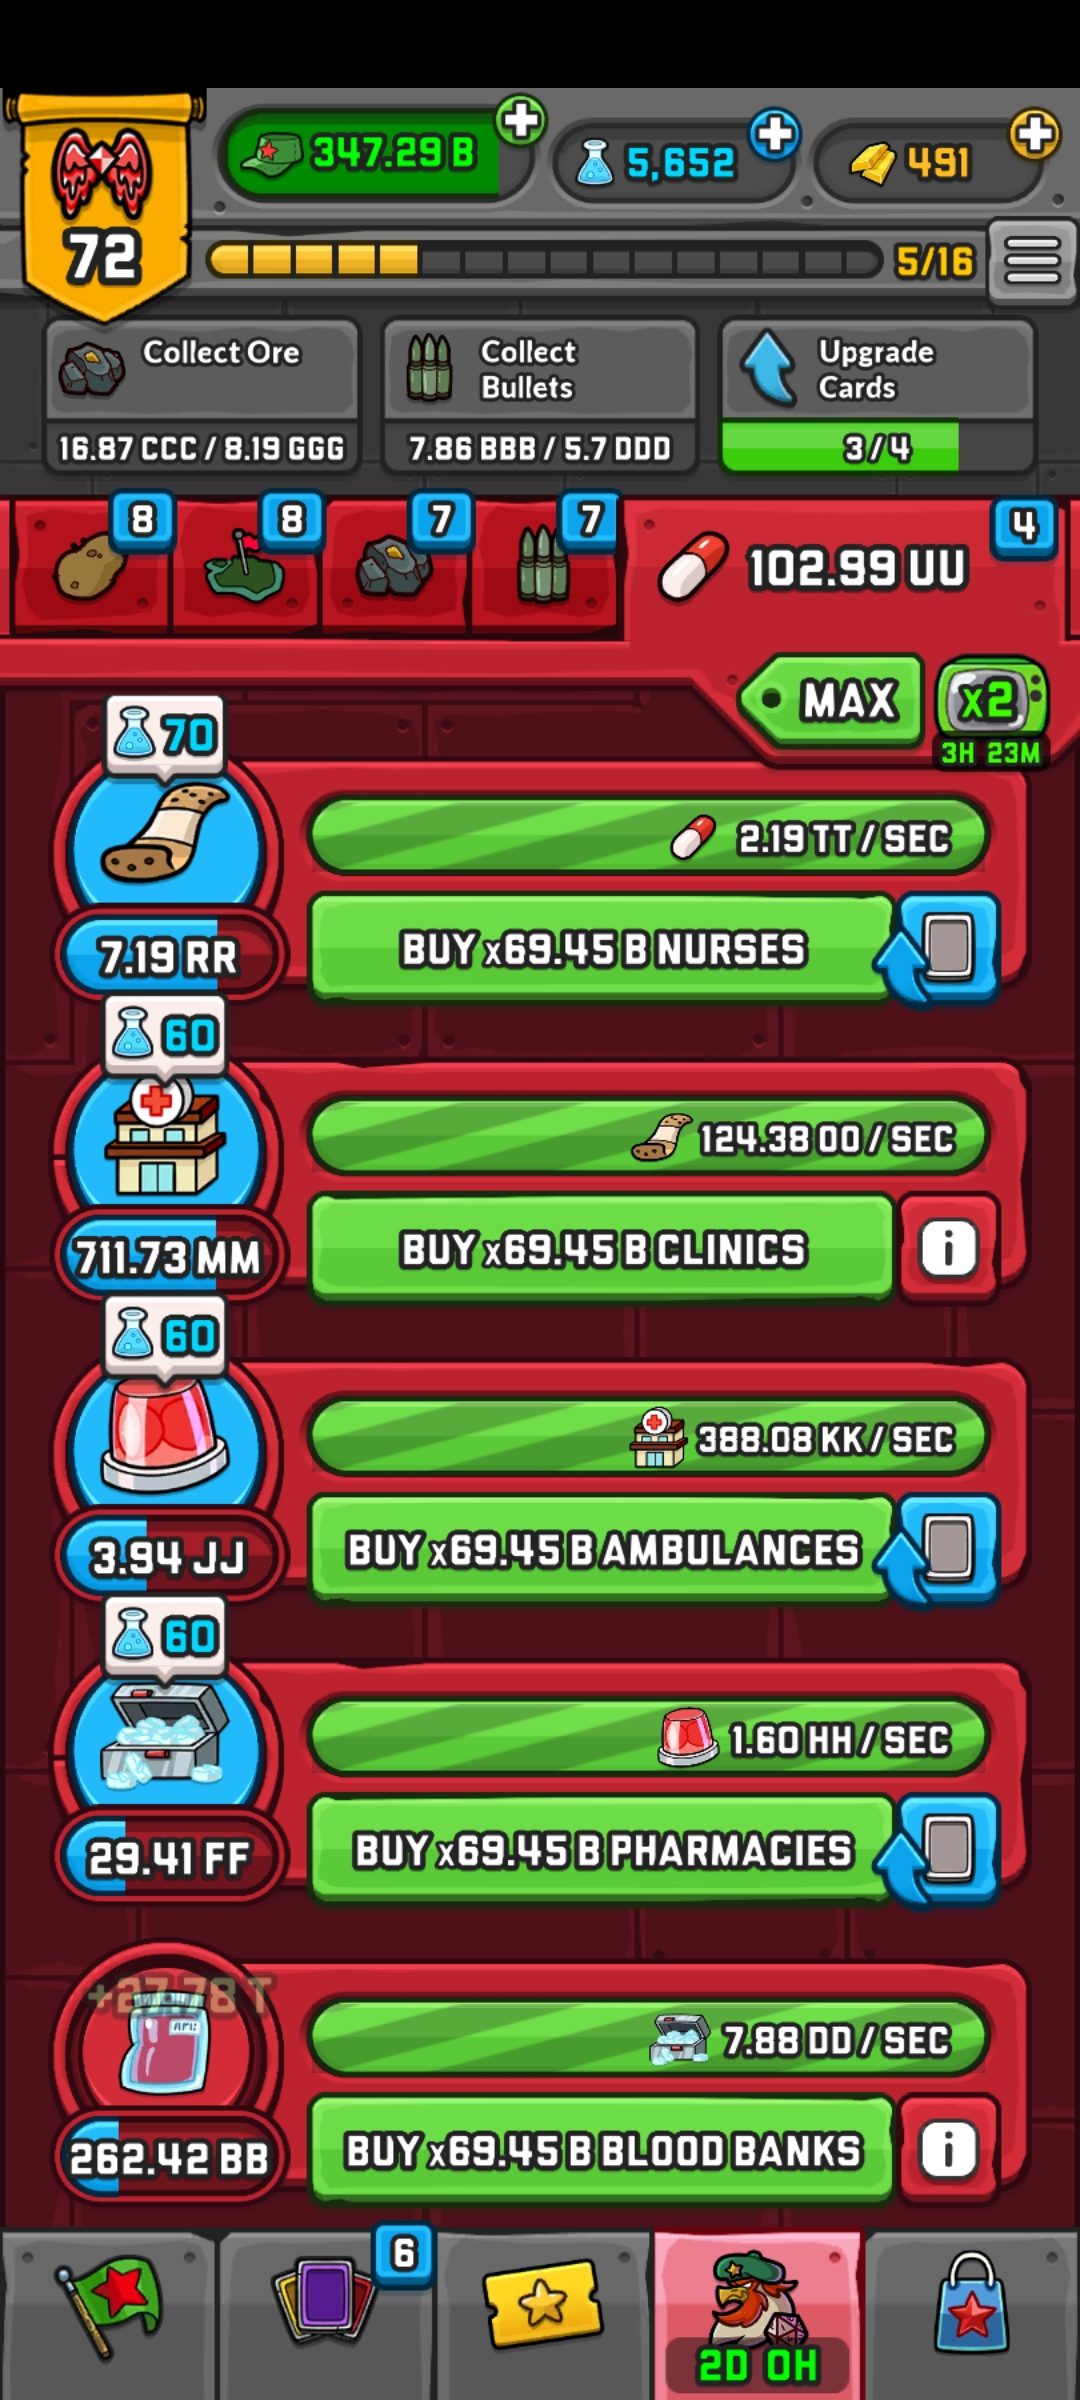 347.29 B
5,652
491
72
5/16
Collect Ore
16.87 CCC / 8.19 GGG
Collect
Bullets
7.86 BBB / 5.7 DDD
Upgrade
Cards
3/4
8
8
7
7
102.99 UU
4
MAX
x2
3H 23M
70
2.19 TT / SEC
7.19 RR
BUY x69.45 B NURSES
60
124.38 OO / SEC
711.73 MM
BUY x69.45 B CLINICS
i
60
388.08 KK / SEC
3.94 JJ
BUY x69.45 B AMBULANCES
60
1.60 HH / SEC
29.41 FF
BUY x69.45 B PHARMACIES
+27.78 T
7.88 DD / SEC
262.42 BB
BUY x69.45 B BLOOD BANKS
i
6
2D 0H